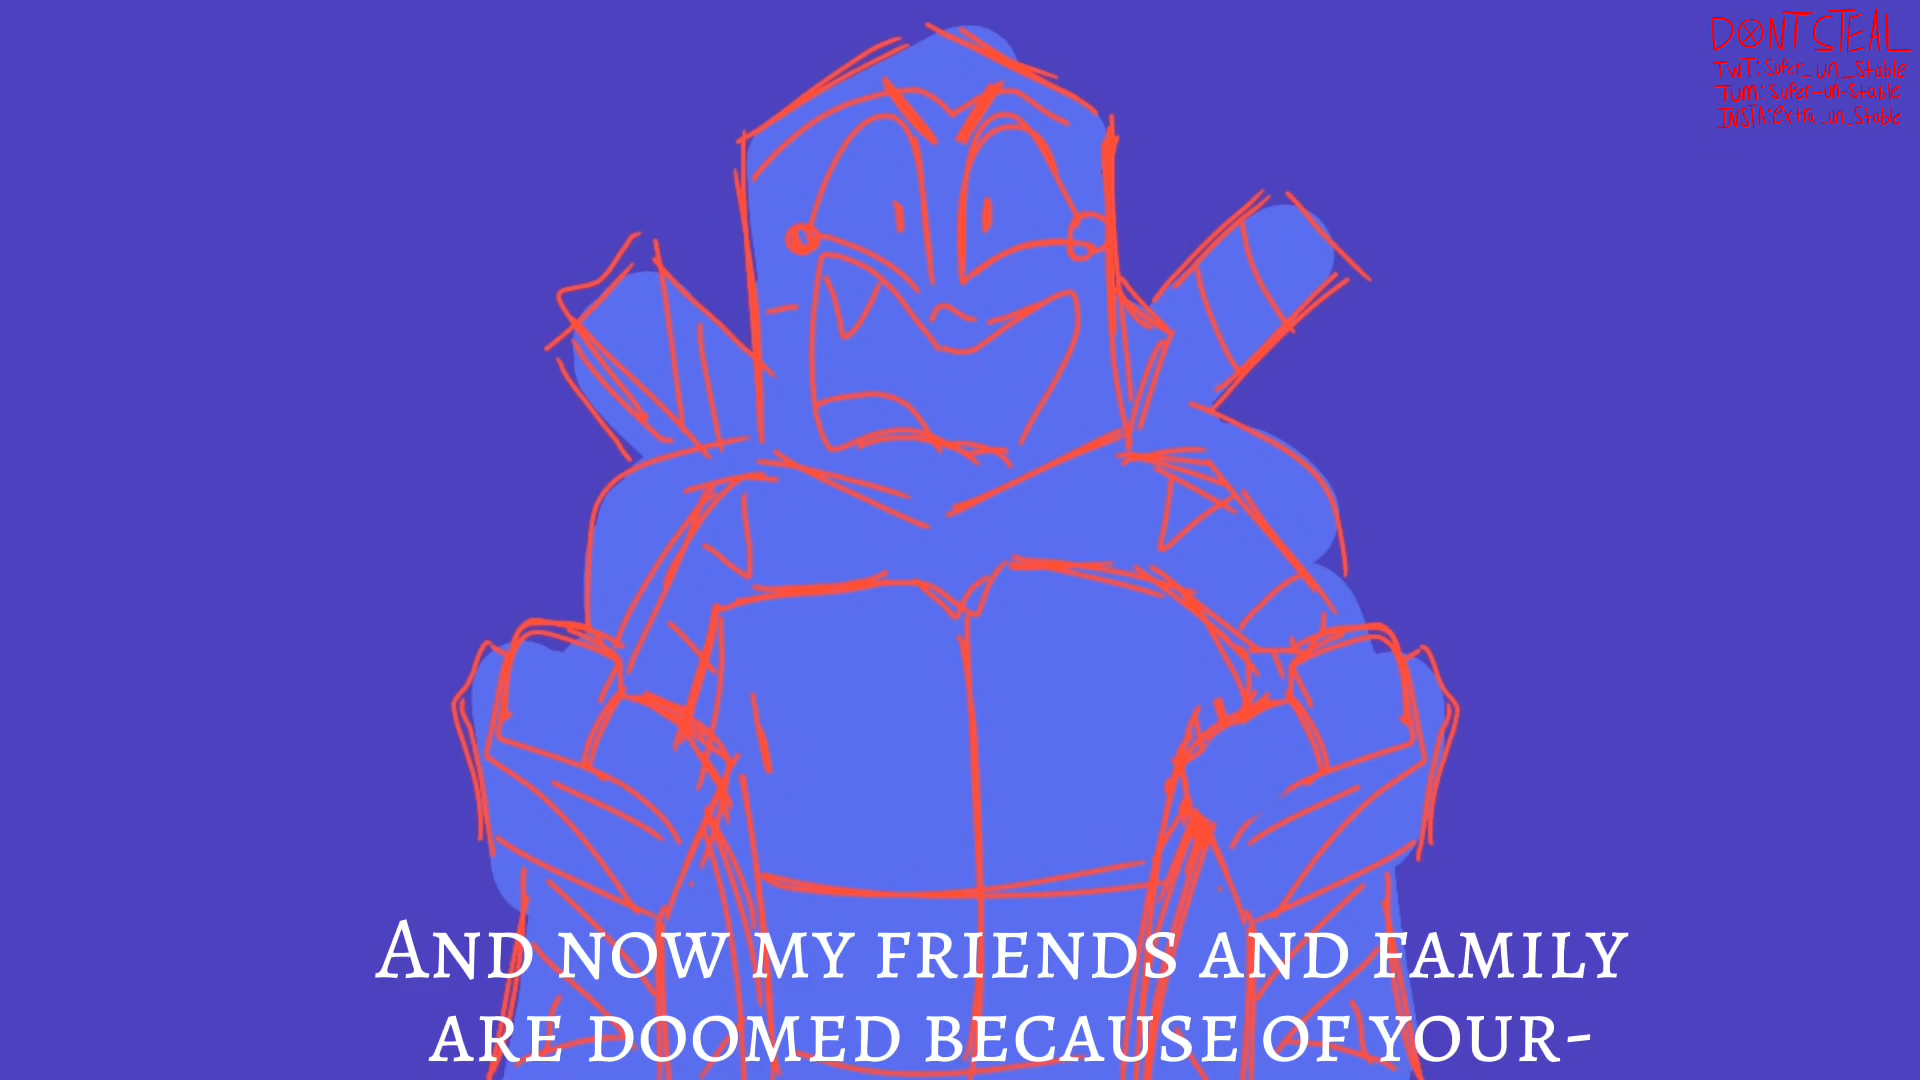 DONT STEAL
TWT: SUPER_UN_Stable
Tum: SUPER-UN-Stable
INSTA: extra_un_Stable
AND NOW MY FRIENDS AND FAMILY
ARE DOOMED BECAUSE OF YOUR-